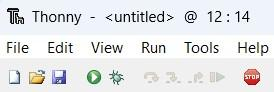 Thonny - <untitled> @ 12 : 14
File Edit View Run Tools Help
STOP